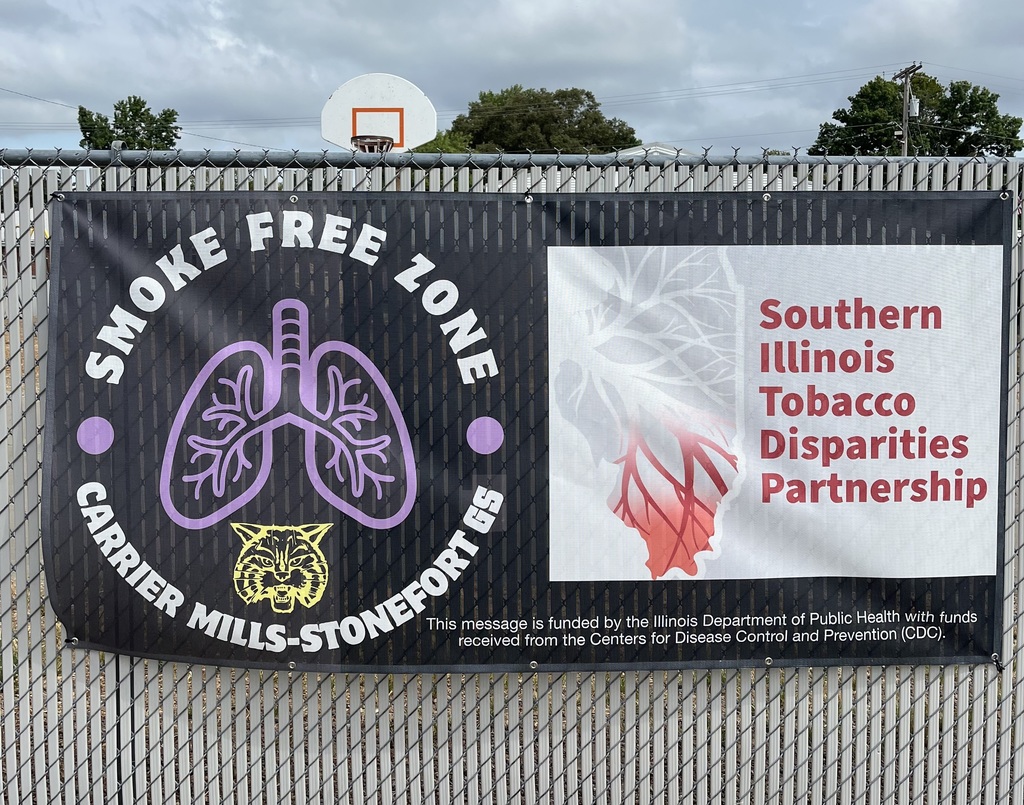 SMOKE FREE ZONE
CARRIER MILLS-STONEFORT GS
Southern
Illinois
Tobacco
Disparities
Partnership
This message is funded by the Illinois Department of Public Health with funds
received from the Centers for Disease Control and Prevention (CDC).